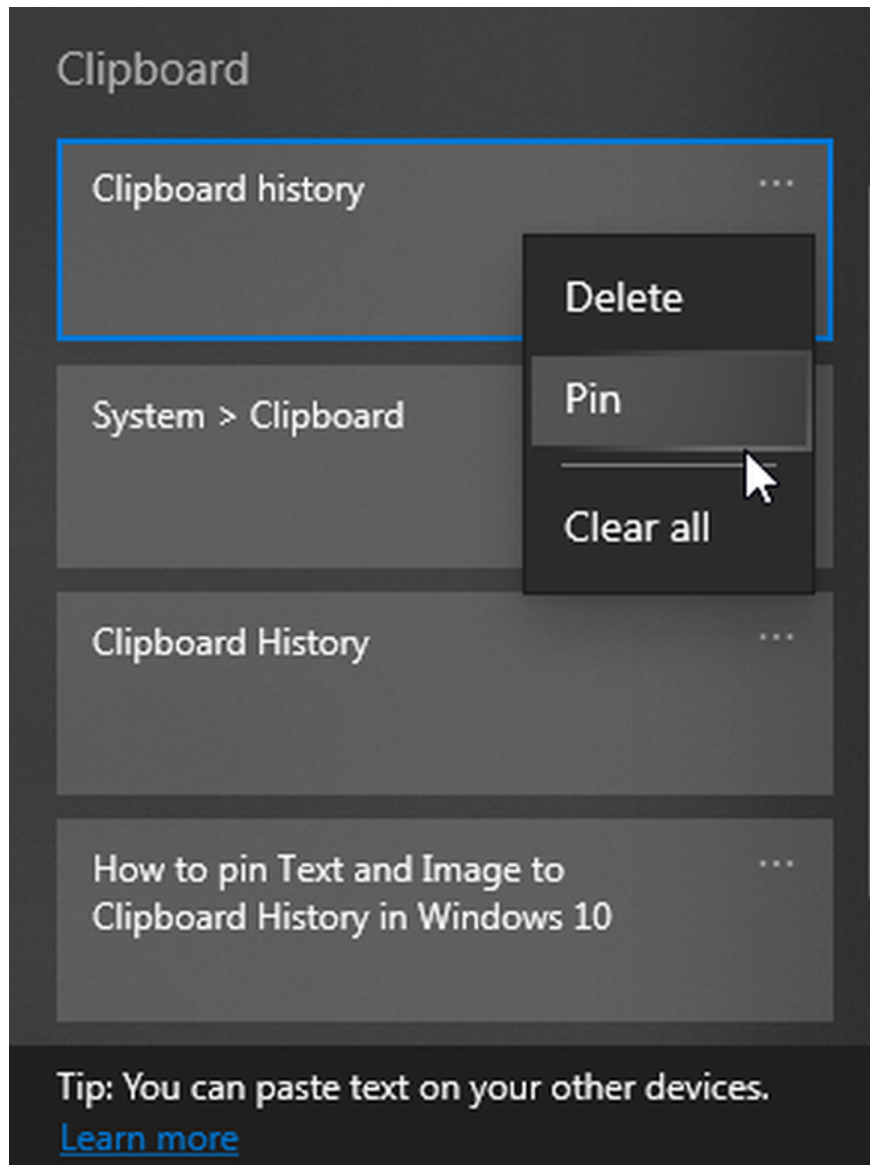 Clipboard
Clipboard history
Delete
Pin
System > Clipboard
Clear all
Clipboard History
How to pin Text and Image to
Clipboard History in Windows 10
Tip: You can paste text on your other devices.
Learn more